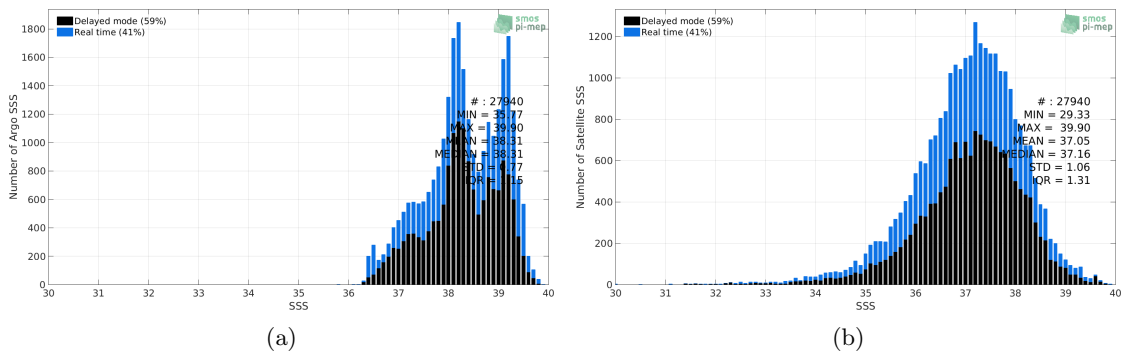 Delayed mode (59%)
Real time (41%)
smos
pi-mep
1800
1600
1400
1200
1000
800
600
400
200
0
Number of Argo SSS
# : 27940
MIN = 35.77
MAX = 39.90
MEAN = 38.31
MEDIAN = 38.31
STD = 0.77
IQR = 1.15
30 31 32 33 34 35 36 37 38 39 40
SSS
(a)
Delayed mode (59%)
Real time (41%)
smos
pi-mep
1200
1000
800
600
400
200
0
Number of Satellite SSS
# : 27940
MIN = 29.33
MAX = 39.90
MEAN = 37.05
MEDIAN = 37.16
STD = 1.06
IQR = 1.31
30 31 32 33 34 35 36 37 38 39 40
SSS
(b)